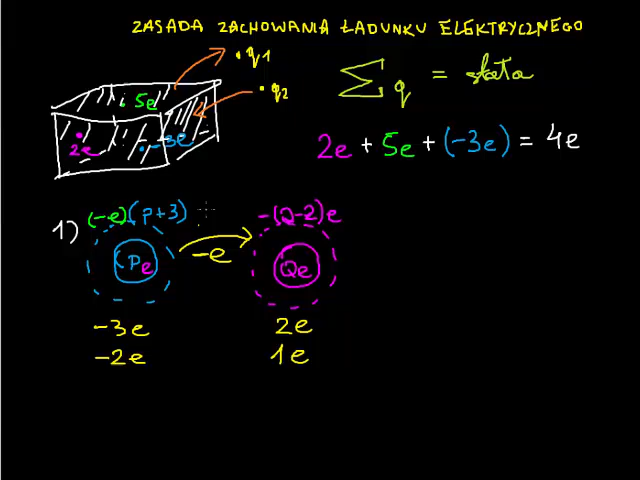 ZASADA ZACHOWANIA ŁADUNKU ELEKTRYCZNEGO
q1
q2
5e
2e
-3e
∑q = stała
2e + 5e + (-3e) = 4e
1)
(-e)(p+3)
-(Q-2)e
Pe
-e
Qe
-3e
2e
-2e
1e